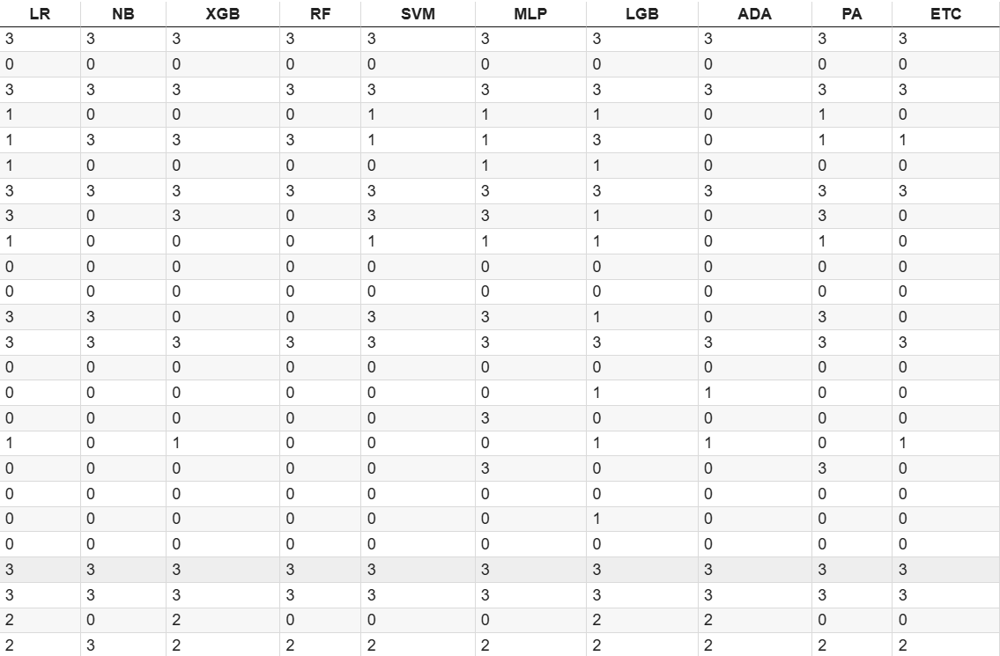 LR NB XGB RF SVM MLP LGB ADA PA ETC
3 3 3 3 3 3 3 3 3 3
0 0 0 0 0 0 0 0 0 0
3 3 3 3 3 3 3 3 3 3
1 0 0 0 1 1 1 0 1 0
1 3 3 3 1 1 3 0 1 1
1 0 0 0 0 1 1 0 0 0
3 3 3 3 3 3 3 3 3 3
3 0 3 0 3 3 1 0 3 0
1 0 0 0 1 1 1 0 1 0
0 0 0 0 0 0 0 0 0 0
0 0 0 0 0 0 0 0 0 0
3 3 0 0 3 3 1 0 3 0
3 3 3 3 3 3 3 3 3 3
0 0 0 0 0 0 0 0 0 0
0 0 0 0 0 0 1 1 0 0
0 0 0 0 0 3 0 0 0 0
1 0 1 0 0 0 1 1 0 1
0 0 0 0 0 3 0 0 3 0
0 0 0 0 0 0 0 0 0 0
0 0 0 0 0 0 1 0 0 0
0 0 0 0 0 0 0 0 0 0
3 3 3 3 3 3 3 3 3 3
3 3 3 3 3 3 3 3 3 3
2 0 2 0 0 0 2 2 0 0
2 3 2 2 2 2 2 2 2 2